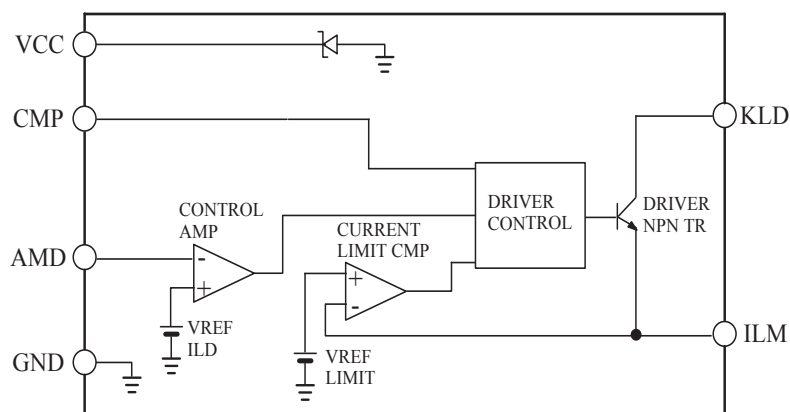 VCC
CMP
KLD
CONTROL
AMP
DRIVER
CONTROL
DRIVER
NPN TR
CURRENT
LIMIT CMP
AMD
-
+
+
-
VREF
ILD
VREF
LIMIT
GND
ILM